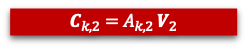 C_{k,2} = A_{k,2} V_2